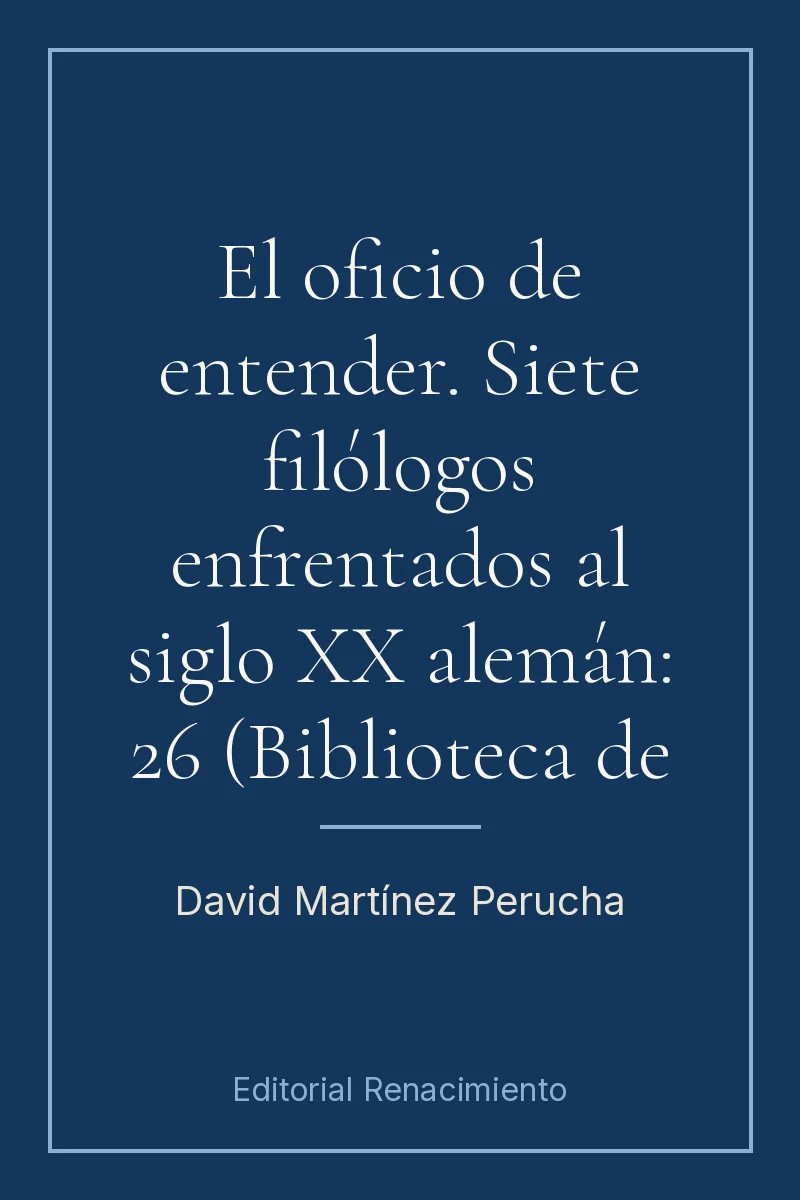 El oficio de
entender. Siete
filólogos
enfrentados al
siglo XX alemán:
26 (Biblioteca de
David Martínez Perucha
Editorial Renacimiento